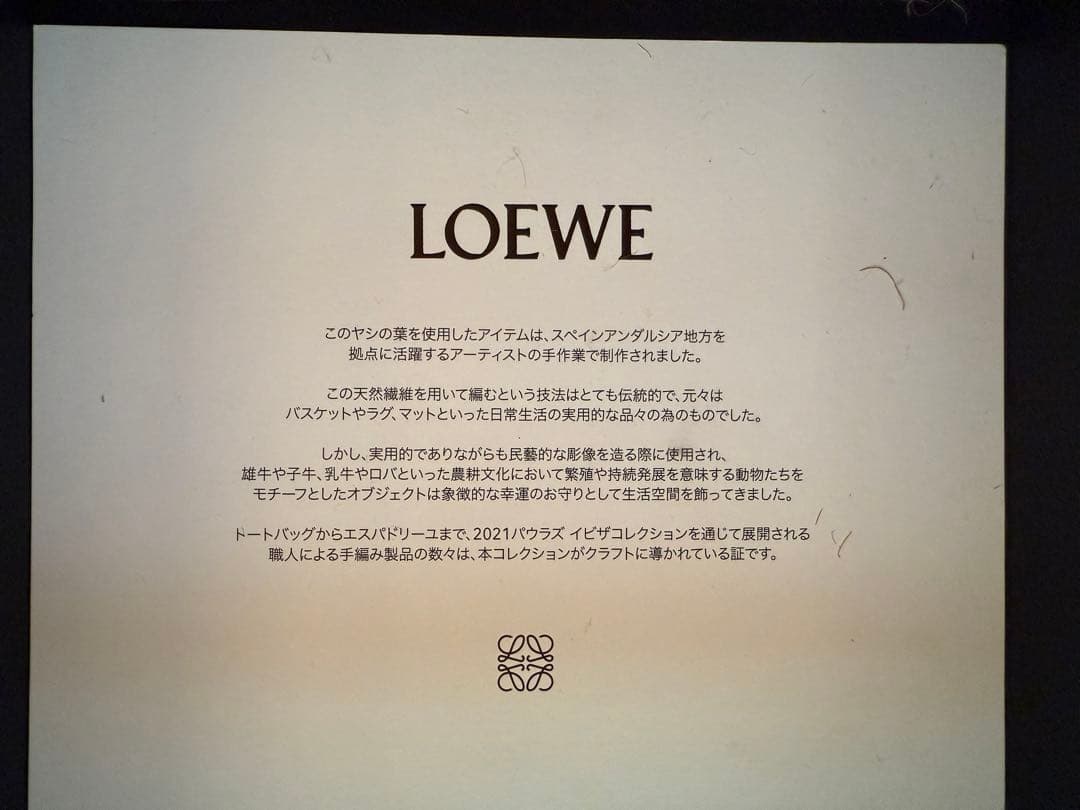 LOEWE
このヤシの葉を使用したアイテムは、スペインアンダルシア地方を
拠点に活躍するアーティストの手作業で制作されました。
この天然繊維を用いて編むという技法はとても伝統的で、元々は
バスケットやラグ、マットといった日常生活の実用的な品々の為のものでした。
しかし、実用的でありながらも民藝的な彫像を造る際に使用され、
雄牛や子牛、乳牛やロバといった農耕文化において繁殖や持続発展を意味する動物たちを
モチーフとしたオブジェクトは象徴的な幸運のお守りとして生活空間を飾ってきました。
トートバッグからエスパドリーユまで、2021パウラズ イビザコレクションを通じて展開される
職人による手編み製品の数々は、本コレクションがクラフトに導かれている証です。